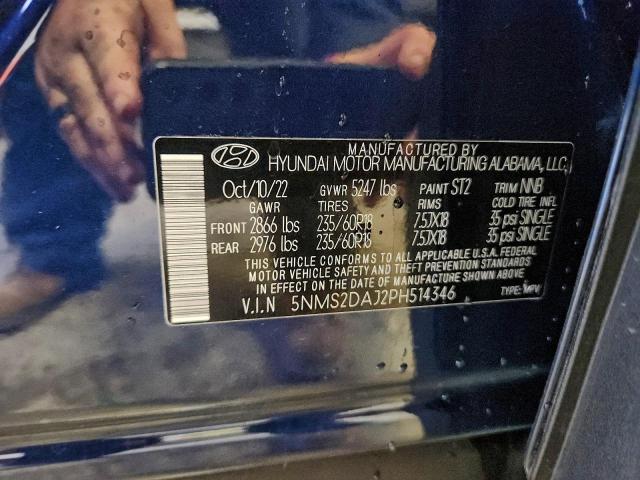 MANUFACTURED BY
HYUNDAI MOTOR MANUFACTURING ALABAMA, LLC
Oct/10/22 GVWR 5247 lbs PAINT ST2 TRIM NNB
GAWR TIRES RIMS COLD TIRE INFL
FRONT 2866 lbs 235/60R18 7.5JX18 35 psi SINGLE
REAR 2976 lbs 235/60R18 7.5JX18 35 psi SINGLE
THIS VEHICLE CONFORMS TO ALL APPLICABLE U.S.A. FEDERAL
MOTOR VEHICLE SAFETY AND THEFT PREVENTION STANDARDS
IN EFFECT ON THE DATE OF MANUFACTURE SHOWN ABOVE.
V.I.N 5NMS2DAJ2PH514346 TYPE: MPV